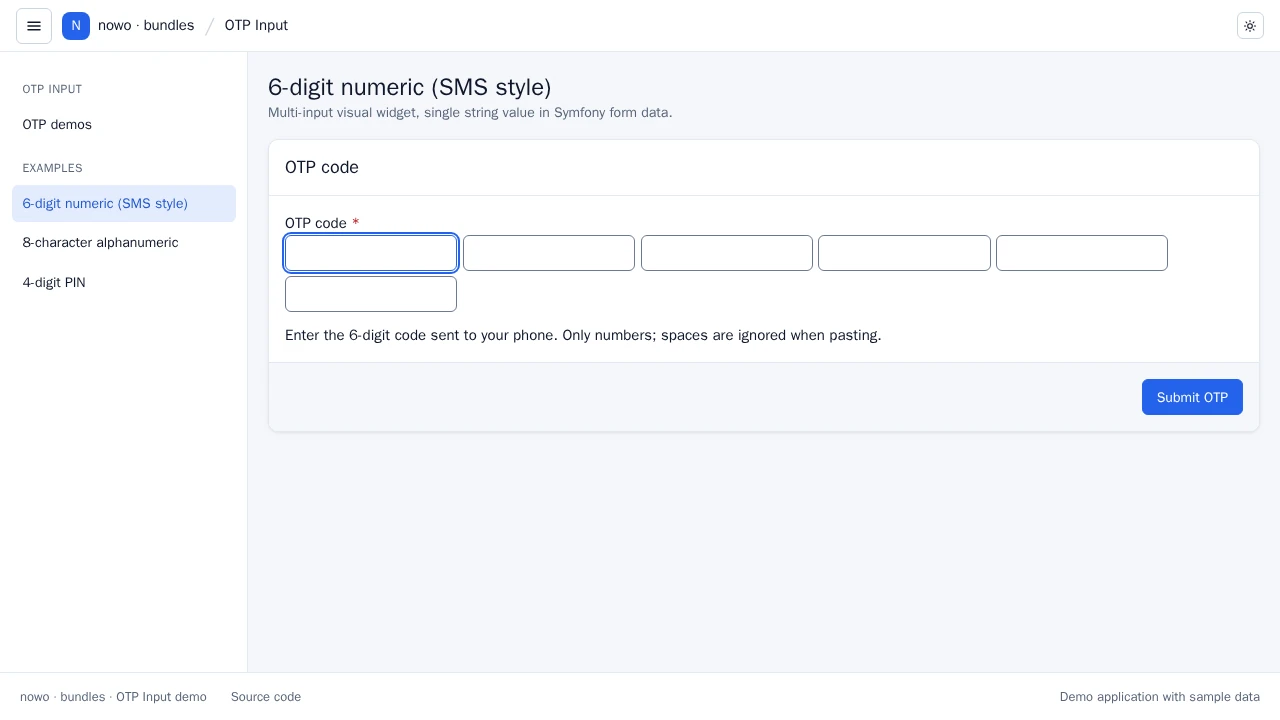 N nowo · bundles / OTP Input
OTP INPUT
OTP demos
EXAMPLES
6-digit numeric (SMS style)
8-character alphanumeric
4-digit PIN
6-digit numeric (SMS style)
Multi-input visual widget, single string value in Symfony form data.
OTP code
OTP code *
Enter the 6-digit code sent to your phone. Only numbers; spaces are ignored when pasting.
Submit OTP
nowo · bundles · OTP Input demo
Source code
Demo application with sample data